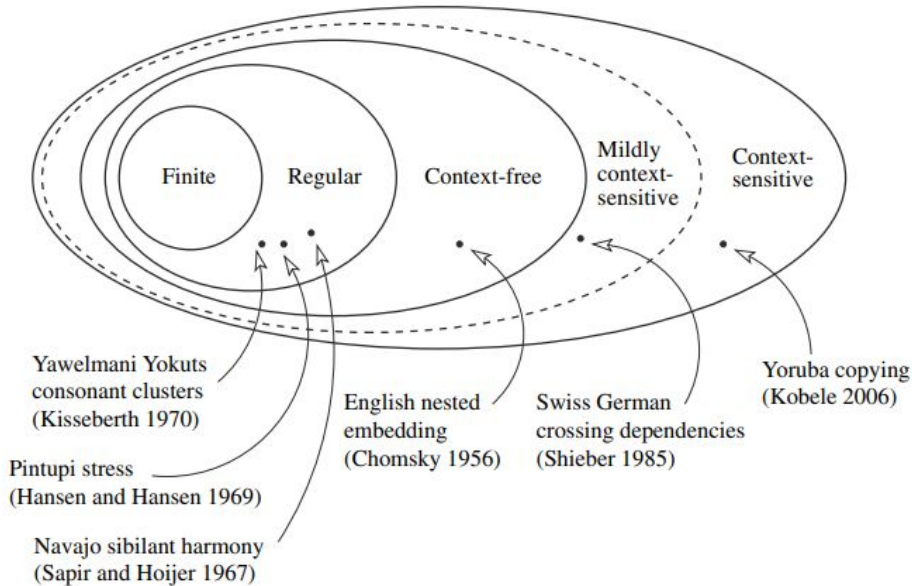 Finite
Regular
Context-free
Mildly
context-
sensitive
Context-
sensitive
Yawelmani Yokuts
consonant clusters
(Kisseberth 1970)
Pintupi stress
(Hansen and Hansen 1969)
Navajo sibilant harmony
(Sapir and Hoijer 1967)
English nested
embedding
(Chomsky 1956)
Swiss German
crossing dependencies
(Shieber 1985)
Yoruba copying
(Kobele 2006)